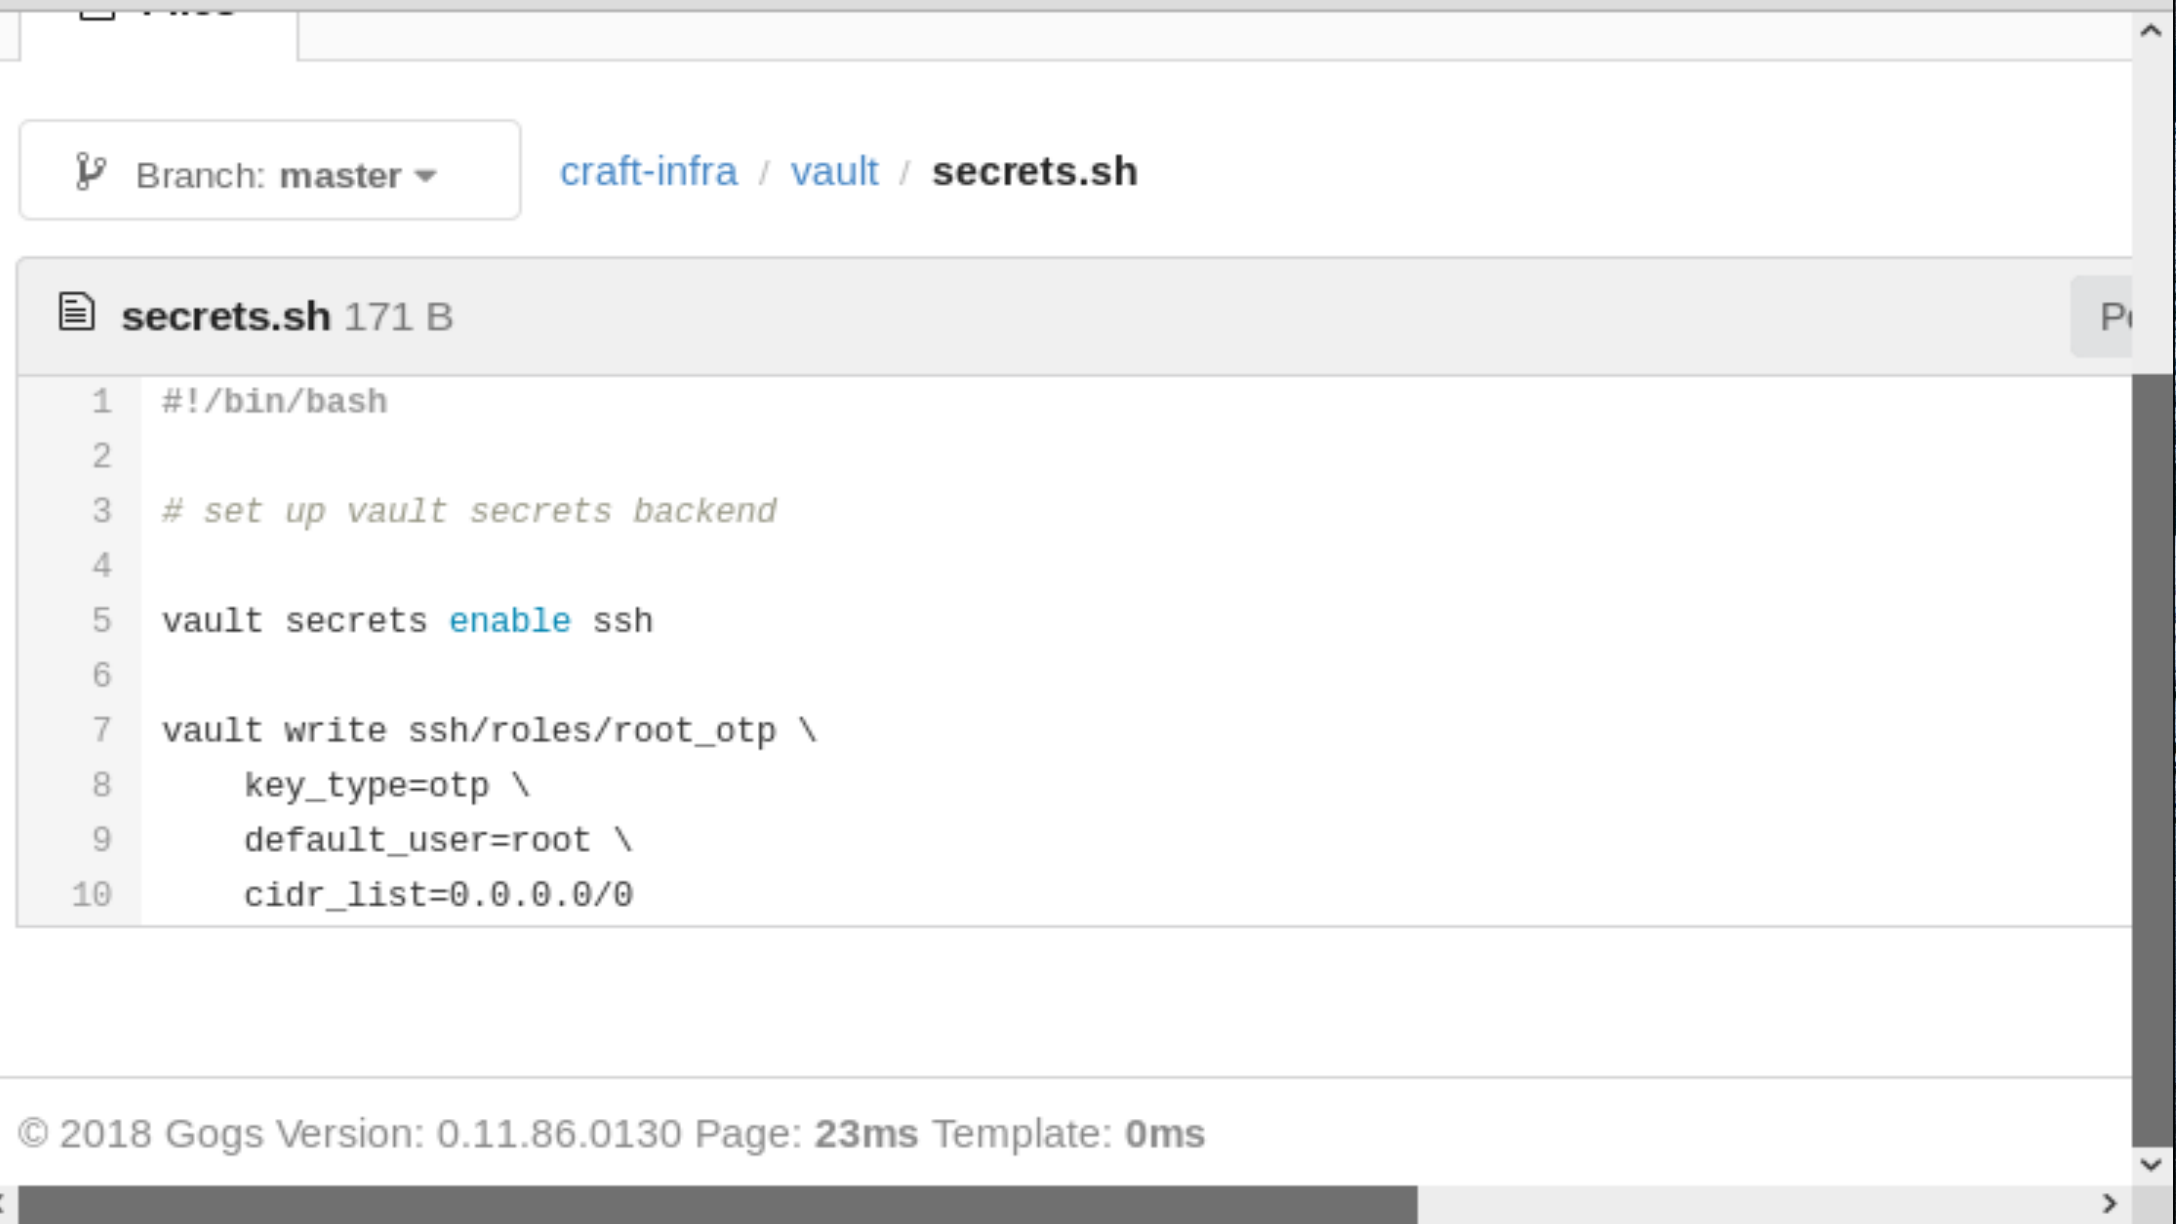 Files
Branch: master
craft-infra / vault / secrets.sh
secrets.sh 171 B
1 #!/bin/bash
2
3 # set up vault secrets backend
4
5 vault secrets enable ssh
6
7 vault write ssh/roles/root_otp \
8     key_type=otp \
9     default_user=root \
10     cidr_list=0.0.0.0/0
© 2018 Gogs Version: 0.11.86.0130 Page: 23ms Template: 0ms